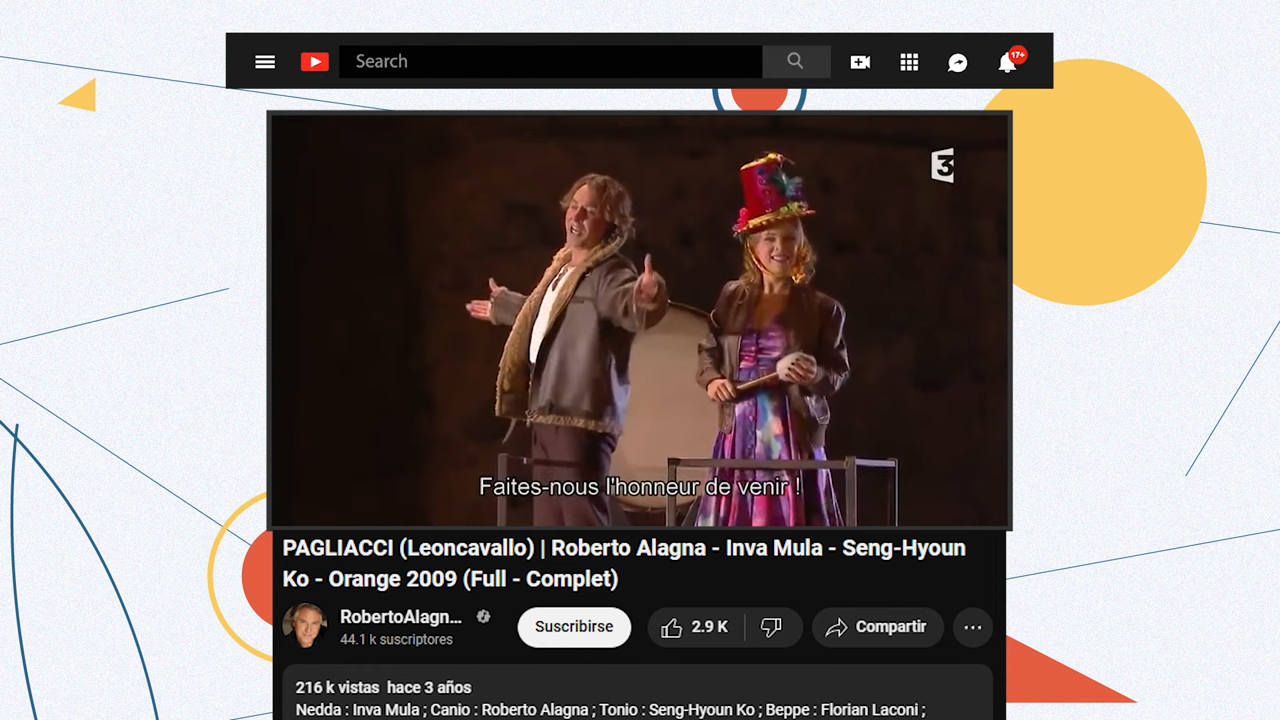 Search
17+
3
Faites-nous l'honneur de venir !
PAGLIACCI (Leoncavallo) | Roberto Alagna - Inva Mula - Seng-Hyoun
Ko - Orange 2009 (Full - Complet)
RobertoAlagn...
44.1 k suscriptores
Suscribirse
2.9 K
Compartir
216 k vistas hace 3 años
Nedda : Inva Mula ; Canio : Roberto Alagna ; Tonio : Seng-Hyoun Ko ; Beppe : Florian Laconi ;